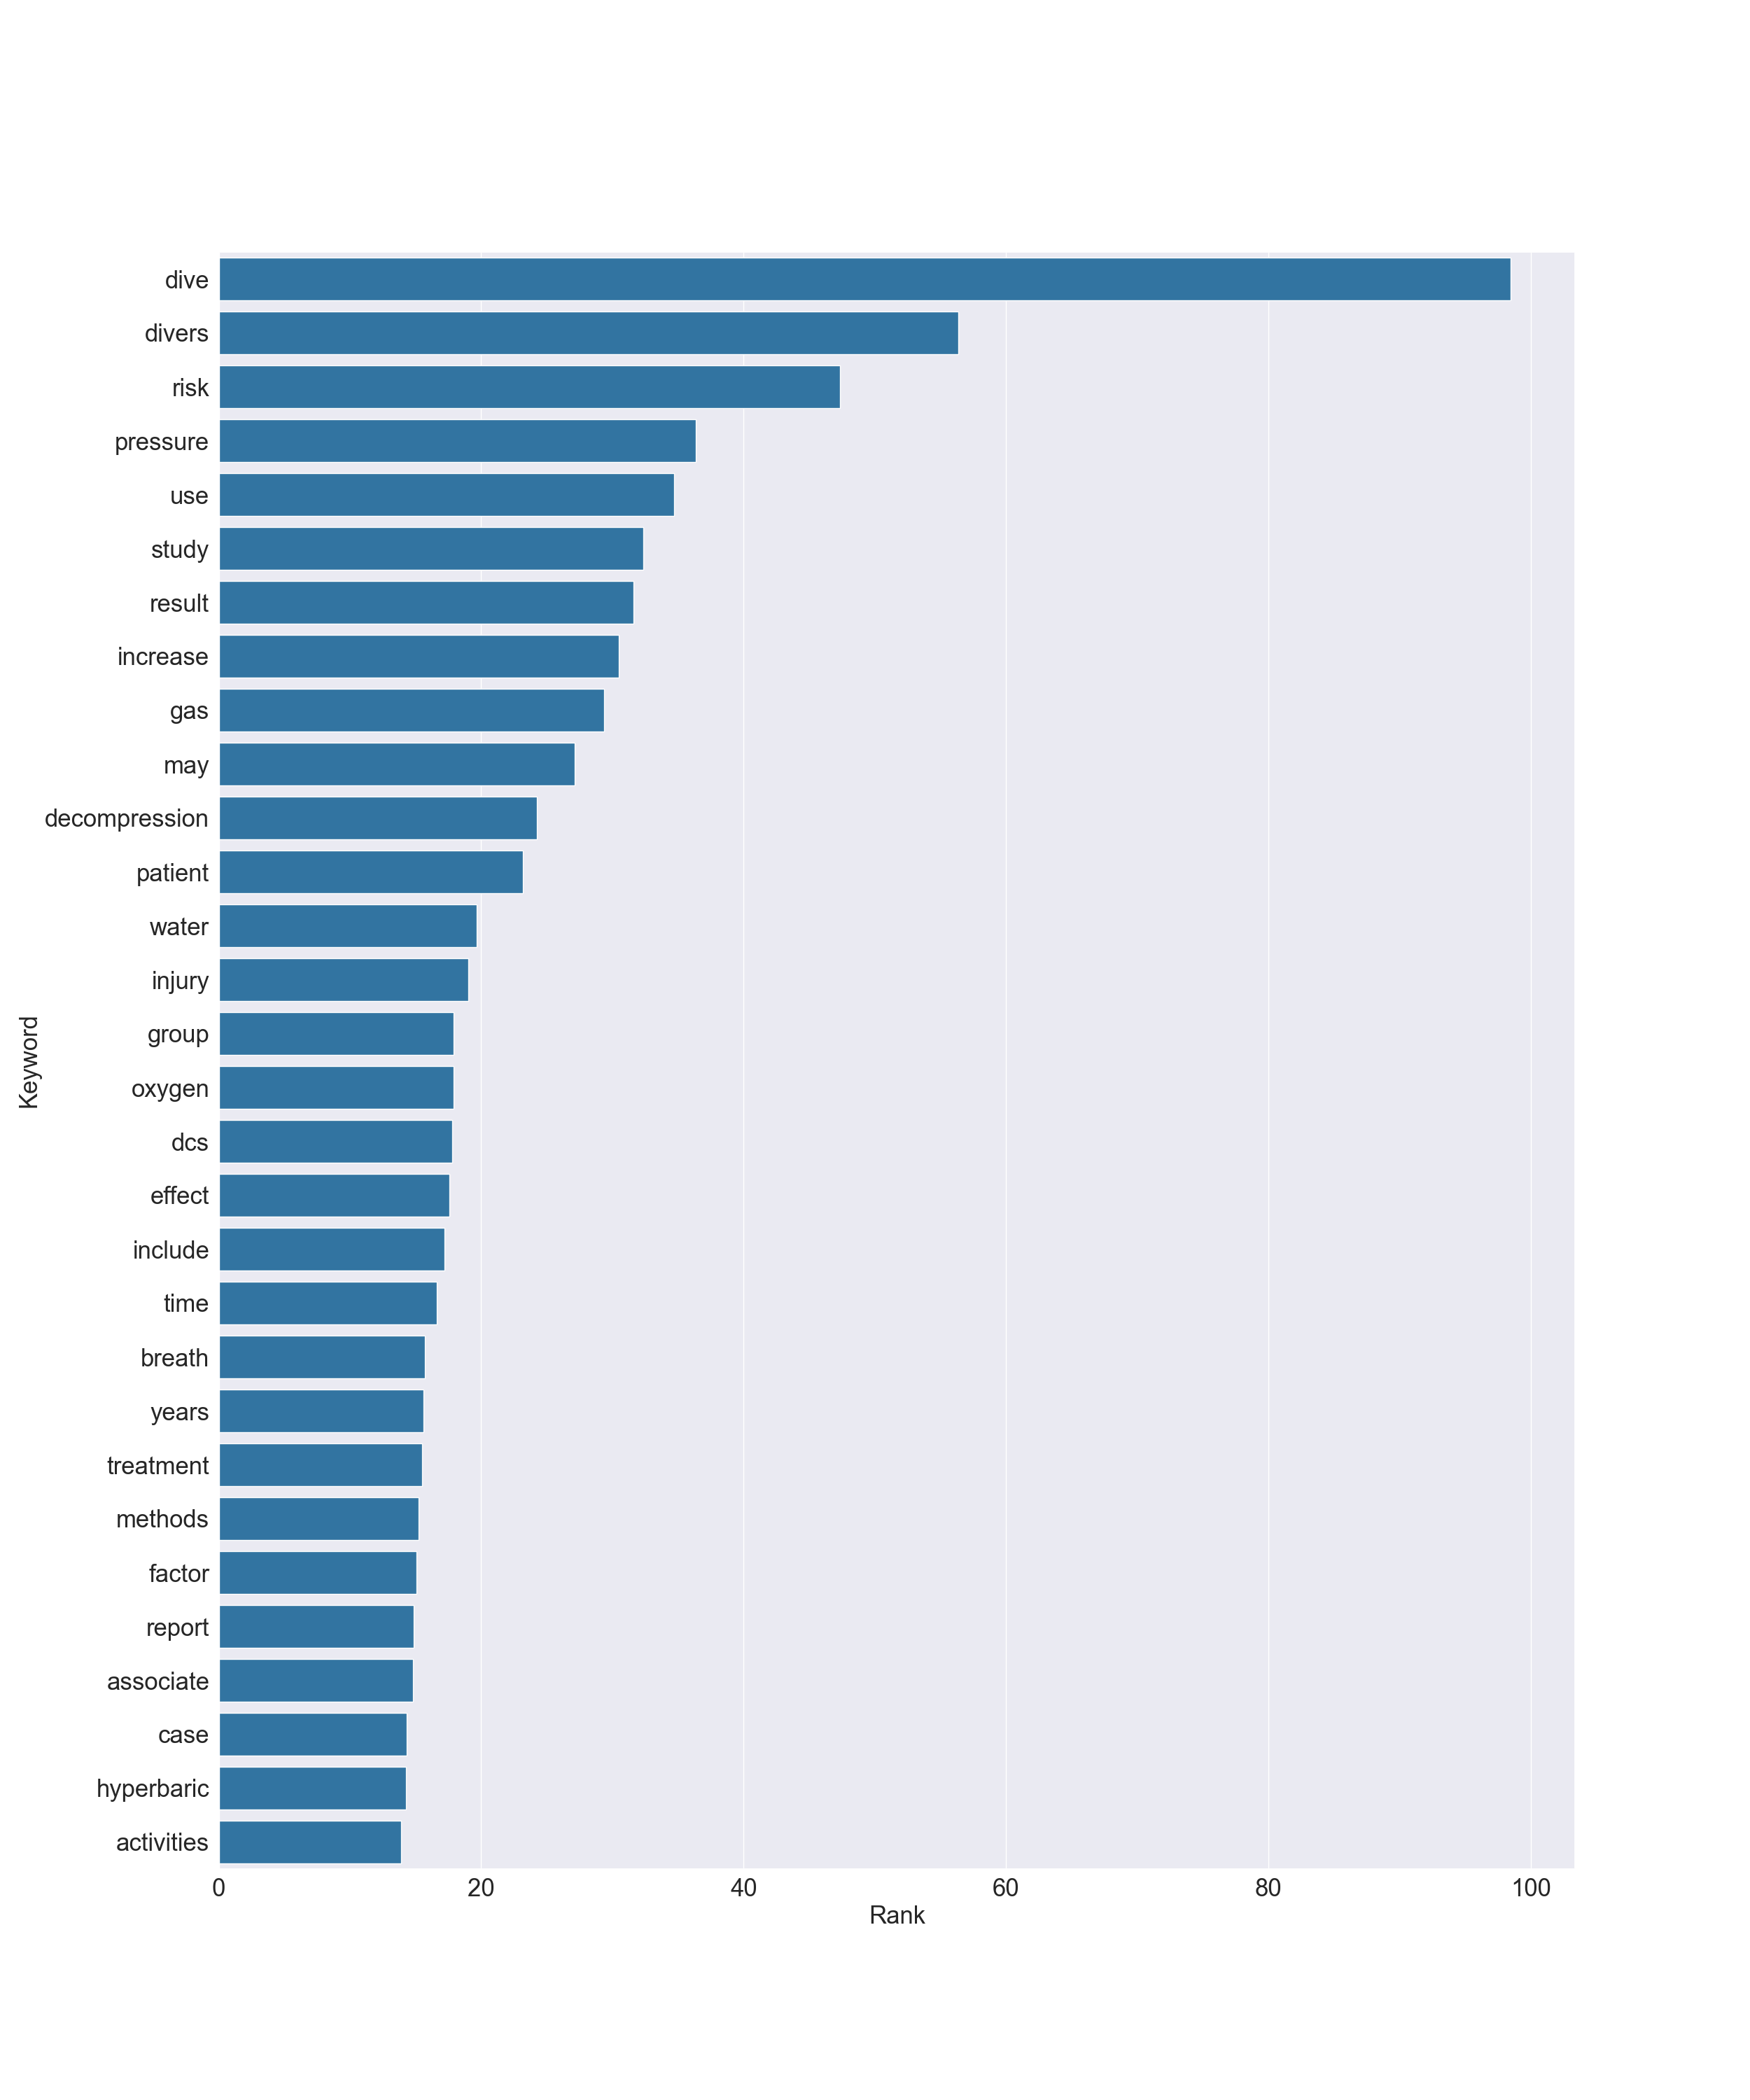 dive
divers
risk
pressure
use
study
result
increase
gas
may
decompression
patient
water
injury
group
oxygen
dcs
effect
include
time
breath
years
treatment
methods
factor
report
associate
case
hyperbaric
activities
Keyword
0 20 40 60 80 100
Rank